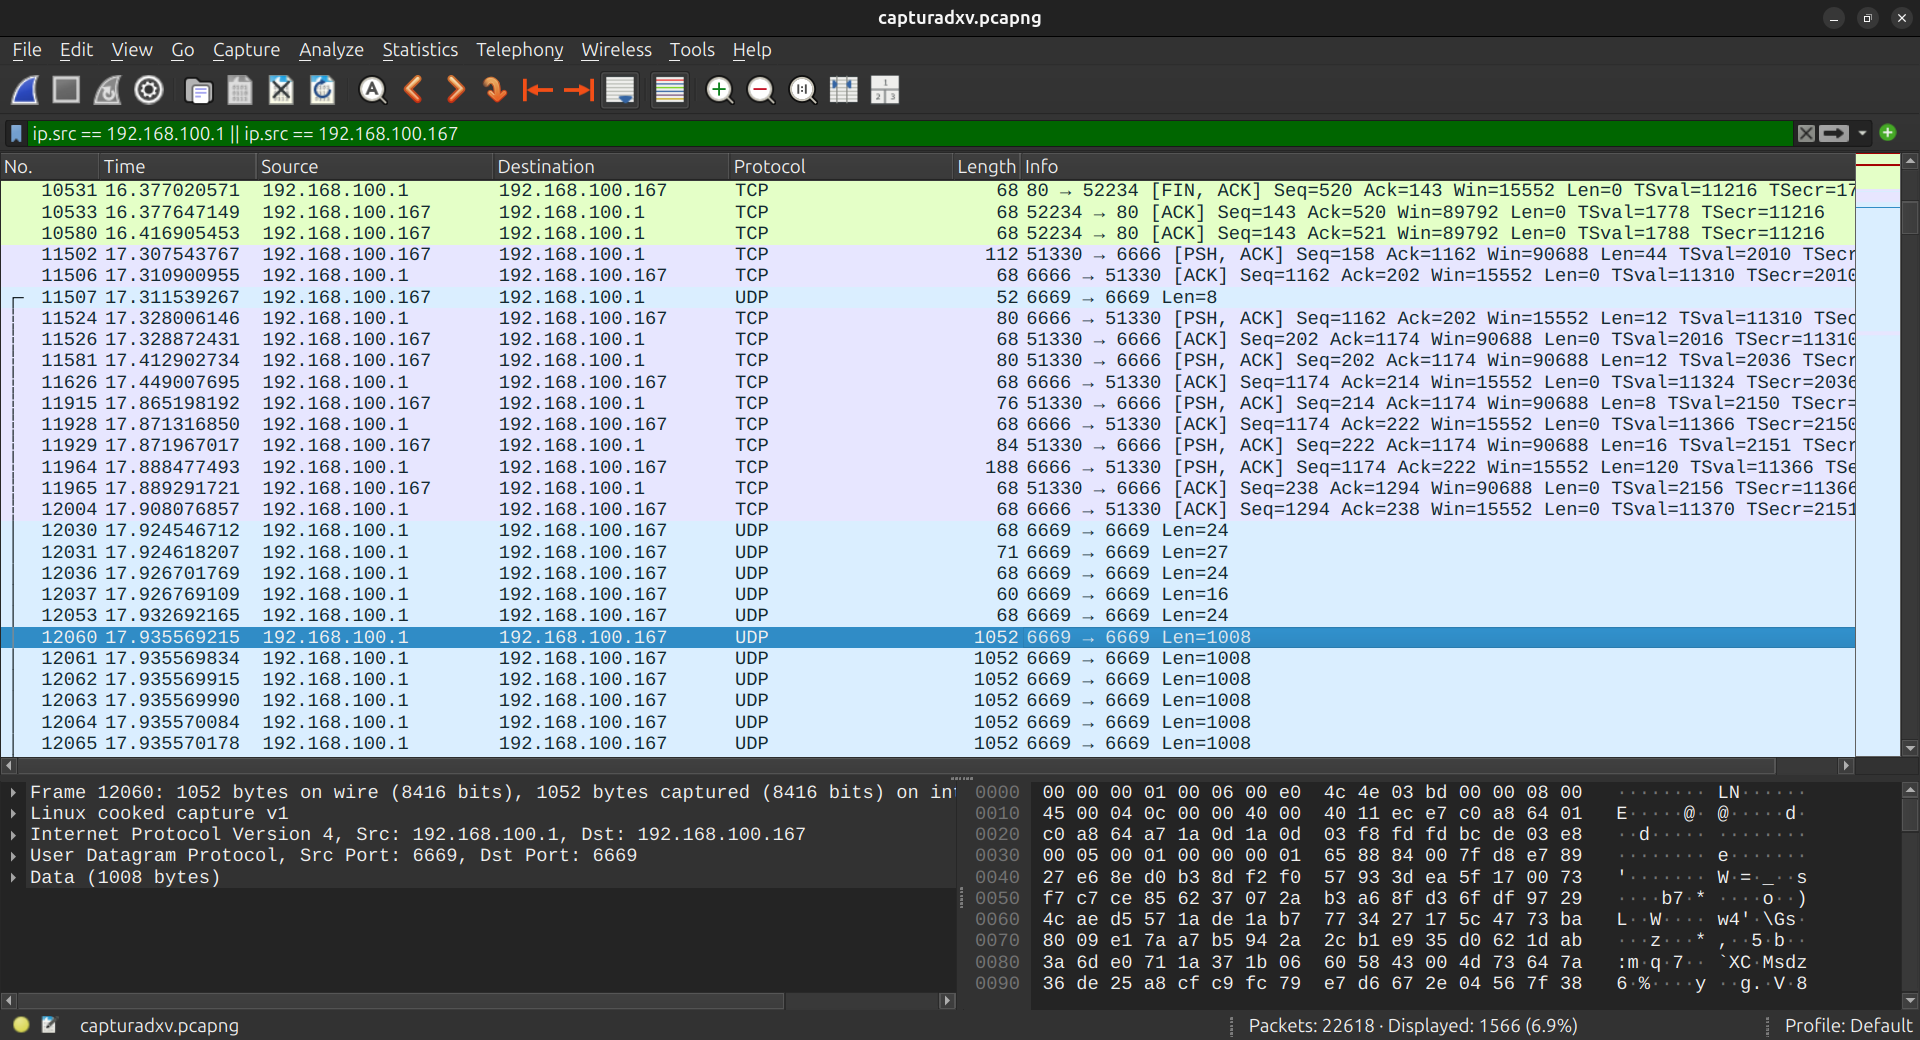 capturadxv.pcapng
File Edit View Go Capture Analyze Statistics Telephony Wireless Tools Help
ip.src == 192.168.100.1 || ip.src == 192.168.100.167
No. Time Source Destination Protocol Length Info
10531 16.377020571 192.168.100.1 192.168.100.167 TCP 68 80 → 52234 [FIN, ACK] Seq=520 Ack=143 Win=15552 Len=0 TSval=11216 TSecr=17
10533 16.377647149 192.168.100.167 192.168.100.1 TCP 68 52234 → 80 [ACK] Seq=143 Ack=520 Win=89792 Len=0 TSval=1778 TSecr=11216
10580 16.416905453 192.168.100.167 192.168.100.1 TCP 68 52234 → 80 [ACK] Seq=143 Ack=521 Win=89792 Len=0 TSval=1788 TSecr=11216
11502 17.307543767 192.168.100.167 192.168.100.1 TCP 112 51330 → 6666 [PSH, ACK] Seq=158 Ack=1162 Win=90688 Len=44 TSval=2010 TSecr
11506 17.310900955 192.168.100.1 192.168.100.167 TCP 68 6666 → 51330 [ACK] Seq=1162 Ack=202 Win=15552 Len=0 TSval=11310 TSecr=2010
11507 17.311539267 192.168.100.167 192.168.100.1 UDP 52 6669 → 6669 Len=8
11524 17.328006146 192.168.100.1 192.168.100.167 TCP 80 6666 → 51330 [PSH, ACK] Seq=1162 Ack=202 Win=15552 Len=12 TSval=11310 TSec
11526 17.328872431 192.168.100.167 192.168.100.1 TCP 68 51330 → 6666 [ACK] Seq=202 Ack=1174 Win=90688 Len=0 TSval=2016 TSecr=11310
11581 17.412902734 192.168.100.167 192.168.100.1 TCP 80 51330 → 6666 [PSH, ACK] Seq=202 Ack=1174 Win=90688 Len=12 TSval=2036 TSecr
11626 17.449007695 192.168.100.1 192.168.100.167 TCP 68 6666 → 51330 [ACK] Seq=1174 Ack=214 Win=15552 Len=0 TSval=11324 TSecr=2036
11915 17.865198192 192.168.100.167 192.168.100.1 TCP 76 51330 → 6666 [PSH, ACK] Seq=214 Ack=1174 Win=90688 Len=8 TSval=2150 TSecr=
11928 17.871316850 192.168.100.1 192.168.100.167 TCP 68 6666 → 51330 [ACK] Seq=1174 Ack=222 Win=15552 Len=0 TSval=11366 TSecr=2150
11929 17.871967017 192.168.100.167 192.168.100.1 TCP 84 51330 → 6666 [PSH, ACK] Seq=222 Ack=1174 Win=90688 Len=16 TSval=2151 TSecr
11964 17.888477493 192.168.100.1 192.168.100.167 TCP 188 6666 → 51330 [PSH, ACK] Seq=1174 Ack=222 Win=15552 Len=120 TSval=11366 TSe
11965 17.889291721 192.168.100.167 192.168.100.1 TCP 68 51330 → 6666 [ACK] Seq=238 Ack=1294 Win=90688 Len=0 TSval=2156 TSecr=11366
12004 17.908076857 192.168.100.1 192.168.100.167 TCP 68 6666 → 51330 [ACK] Seq=1294 Ack=238 Win=15552 Len=0 TSval=11370 TSecr=2151
12030 17.924546712 192.168.100.1 192.168.100.167 UDP 68 6669 → 6669 Len=24
12031 17.924618207 192.168.100.1 192.168.100.167 UDP 71 6669 → 6669 Len=27
12036 17.926701769 192.168.100.1 192.168.100.167 UDP 68 6669 → 6669 Len=24
12037 17.926769109 192.168.100.1 192.168.100.167 UDP 60 6669 → 6669 Len=16
12053 17.932692165 192.168.100.1 192.168.100.167 UDP 68 6669 → 6669 Len=24
12060 17.935569215 192.168.100.1 192.168.100.167 UDP 1052 6669 → 6669 Len=1008
12061 17.935569834 192.168.100.1 192.168.100.167 UDP 1052 6669 → 6669 Len=1008
12062 17.935569915 192.168.100.1 192.168.100.167 UDP 1052 6669 → 6669 Len=1008
12063 17.935569990 192.168.100.1 192.168.100.167 UDP 1052 6669 → 6669 Len=1008
12064 17.935570084 192.168.100.1 192.168.100.167 UDP 1052 6669 → 6669 Len=1008
12065 17.935570178 192.168.100.1 192.168.100.167 UDP 1052 6669 → 6669 Len=1008
Frame 12060: 1052 bytes on wire (8416 bits), 1052 bytes captured (8416 bits) on in
Linux cooked capture v1
Internet Protocol Version 4, Src: 192.168.100.1, Dst: 192.168.100.167
User Datagram Protocol, Src Port: 6669, Dst Port: 6669
Data (1008 bytes)
0000 00 00 00 01 00 06 00 e0 4c 4e 03 bd 00 00 08 00 ········ LN······
0010 45 00 04 0c 00 00 40 00 40 11 ec e7 c0 a8 64 01 E·····@· @·····d·
0020 c0 a8 64 a7 1a 0d 1a 0d 03 f8 fd fd bc de 03 e8 ··d····· ········
0030 00 05 00 01 00 00 00 01 65 88 84 00 7f d8 e7 89 ········ e·······
0040 27 e6 8e d0 b3 8d f2 f0 57 93 3d ea 5f 17 00 73 '······· W·=·_··s
0050 f7 c7 ce 85 62 37 07 2a b3 a6 8f d3 6f df 97 29 ····b7·* ····o··)
0060 4c ae d5 57 1a de 1a b7 77 34 27 17 5c 47 73 ba L··W···· w4'·\Gs·
0070 80 09 e1 7a a7 b5 94 2a 2c b1 e9 35 d0 62 1d ab ···z···* ,··5·b··
0080 3a 6d e0 71 1a 37 1b 06 60 58 43 00 4d 73 64 7a :m·q·7·· `XC·Msdz
0090 36 de 25 a8 cf c9 fc 79 e7 d6 67 2e 04 56 7f 38 6·%····y ··g.·V·8
capturadxv.pcapng
Packets: 22618 · Displayed: 1566 (6.9%)
Profile: Default